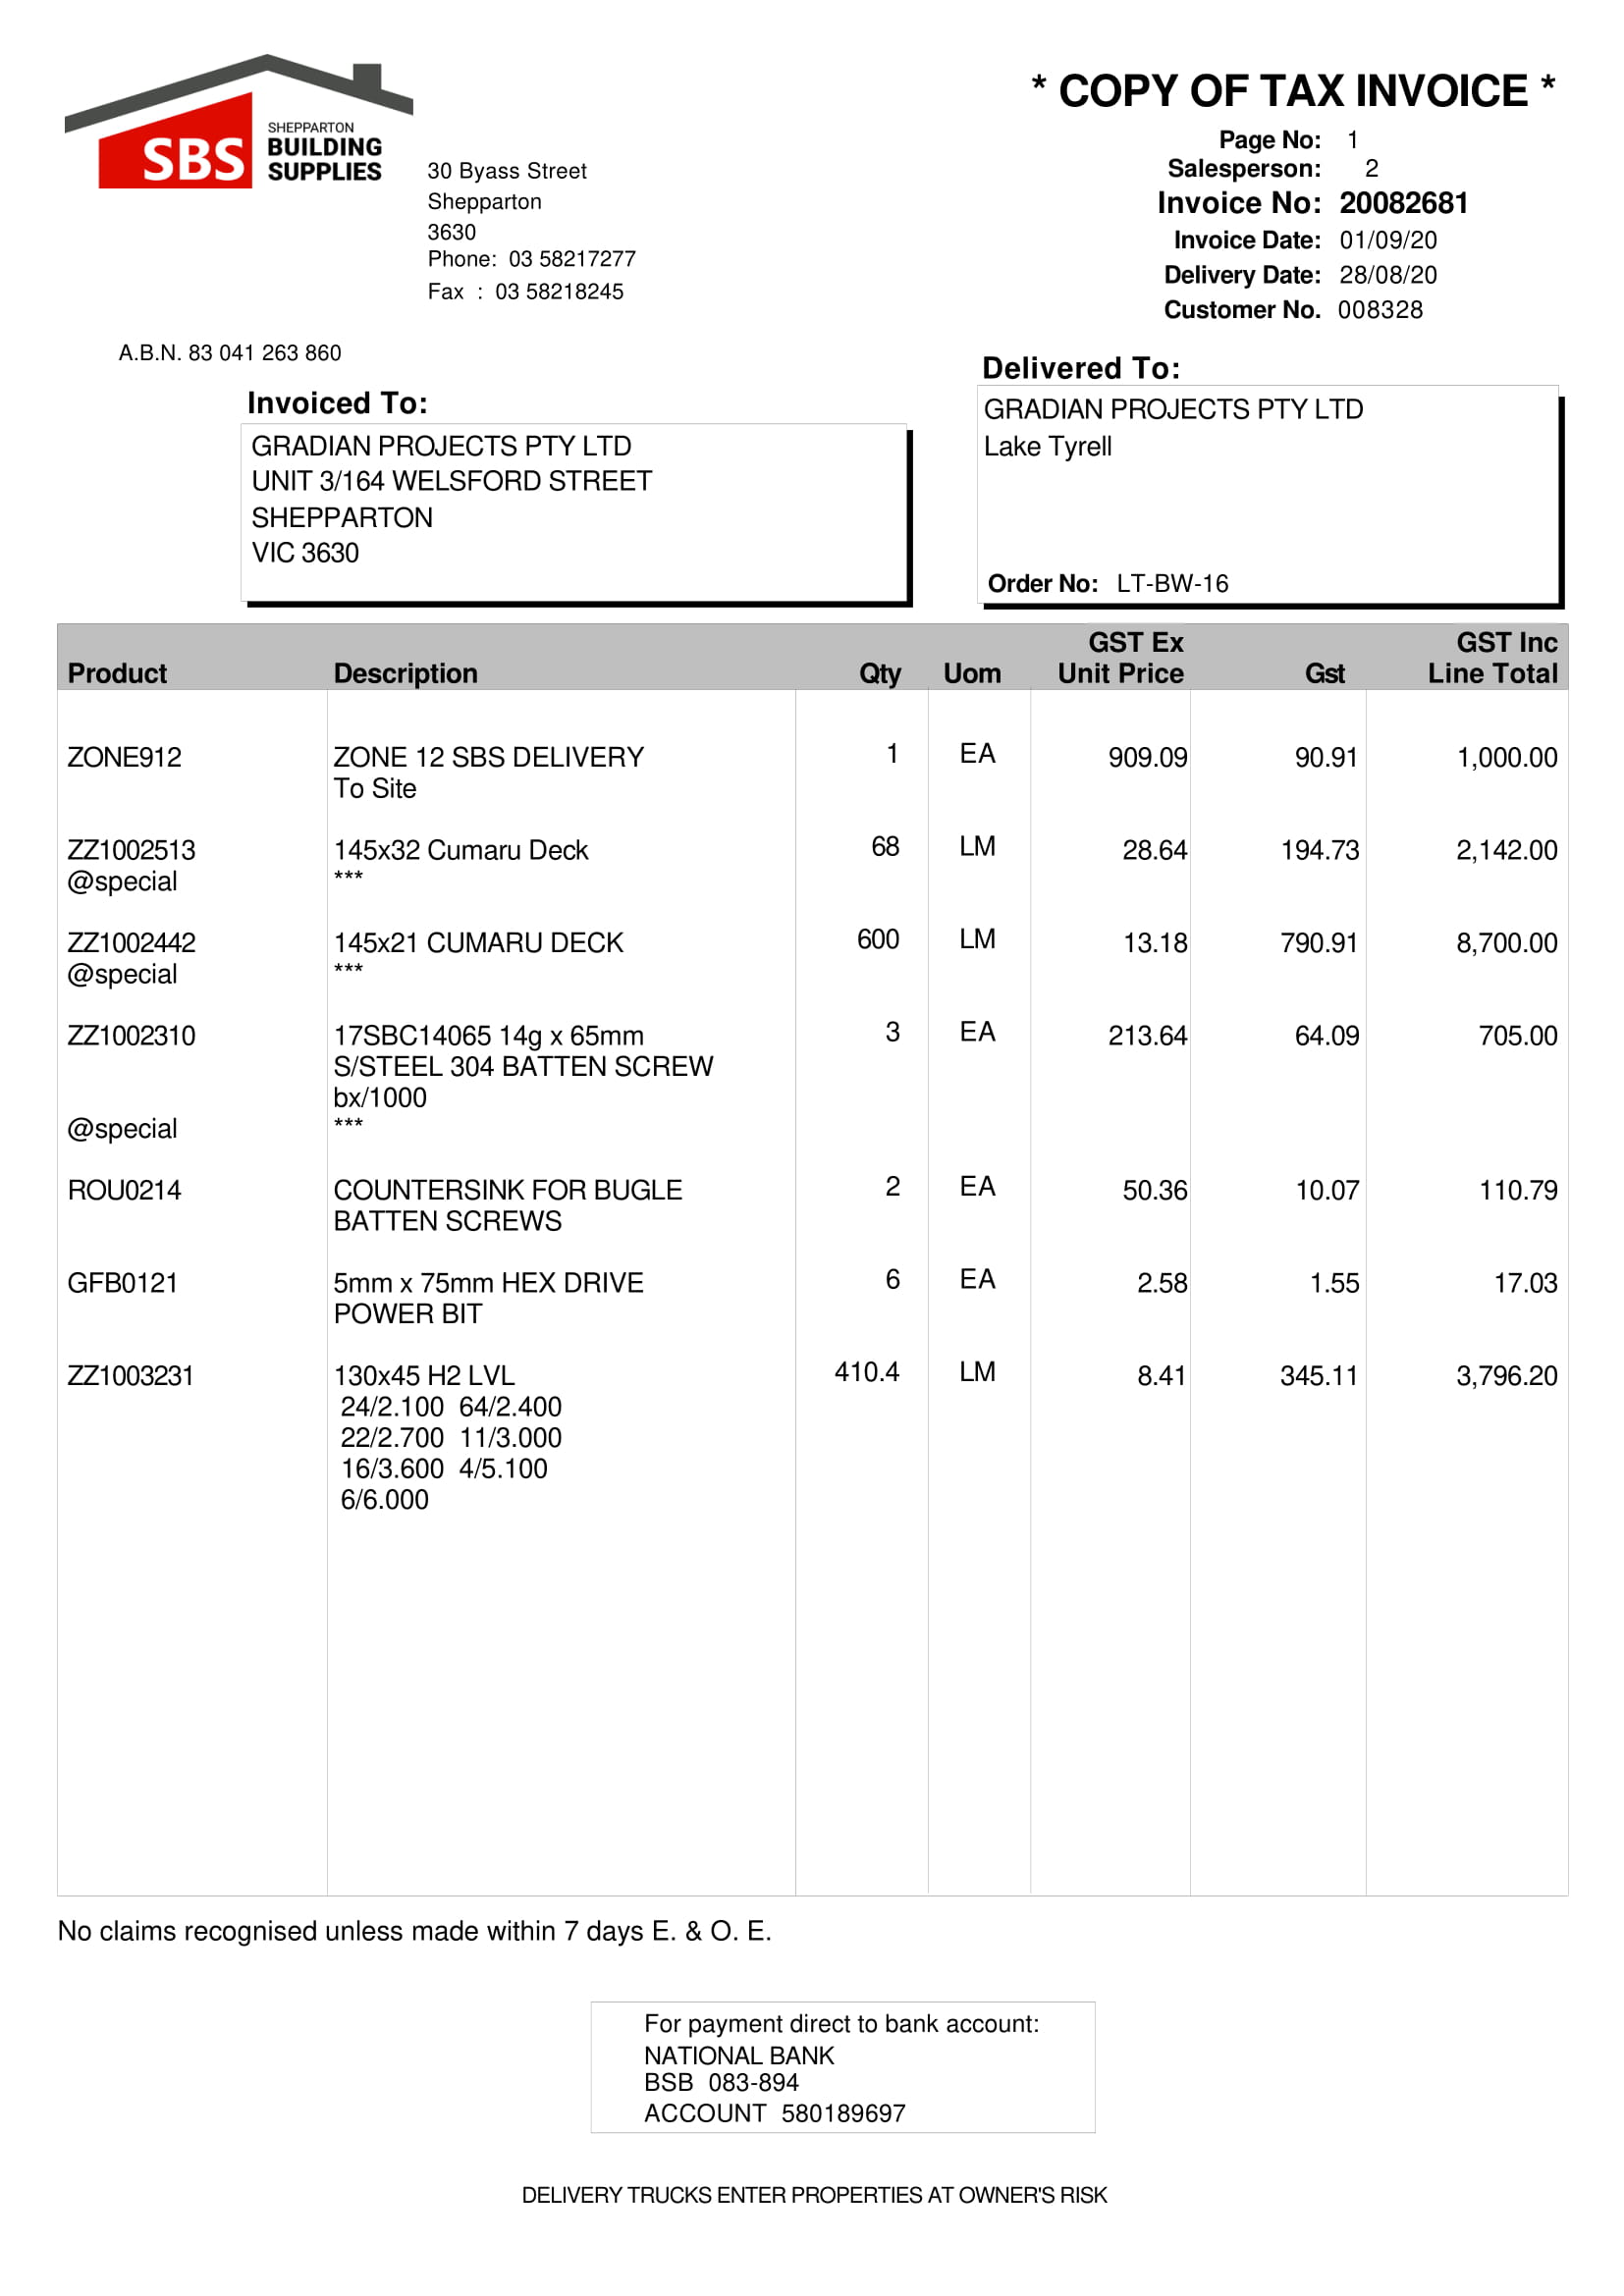 SBS SHEPPARTON BUILDING SUPPLIES
30 Byass Street
Shepparton
3630
Phone: 03 58217277
Fax : 03 58218245
A.B.N. 83 041 263 860
* COPY OF TAX INVOICE *
Page No: 1
Salesperson: 2
Invoice No: 20082681
Invoice Date: 01/09/20
Delivery Date: 28/08/20
Customer No. 008328
Invoiced To:
GRADIAN PROJECTS PTY LTD
UNIT 3/164 WELSFORD STREET
SHEPPARTON
VIC 3630
Delivered To:
GRADIAN PROJECTS PTY LTD
Lake Tyrell
Order No: LT-BW-16
GST Ex GST Inc
Product Description Qty Uom Unit Price Gst Line Total
ZONE912 ZONE 12 SBS DELIVERY 1 EA 909.09 90.91 1,000.00
To Site
ZZ1002513 145x32 Cumaru Deck 68 LM 28.64 194.73 2,142.00
@special ***
ZZ1002442 145x21 CUMARU DECK 600 LM 13.18 790.91 8,700.00
@special ***
ZZ1002310 17SBC14065 14g x 65mm 3 EA 213.64 64.09 705.00
S/STEEL 304 BATTEN SCREW
bx/1000
@special ***
ROU0214 COUNTERSINK FOR BUGLE 2 EA 50.36 10.07 110.79
BATTEN SCREWS
GFB0121 5mm x 75mm HEX DRIVE 6 EA 2.58 1.55 17.03
POWER BIT
ZZ1003231 130x45 H2 LVL 410.4 LM 8.41 345.11 3,796.20
24/2.100 64/2.400
22/2.700 11/3.000
16/3.600 4/5.100
6/6.000
No claims recognised unless made within 7 days E. & O. E.
For payment direct to bank account:
NATIONAL BANK
BSB 083-894
ACCOUNT 580189697
DELIVERY TRUCKS ENTER PROPERTIES AT OWNER'S RISK